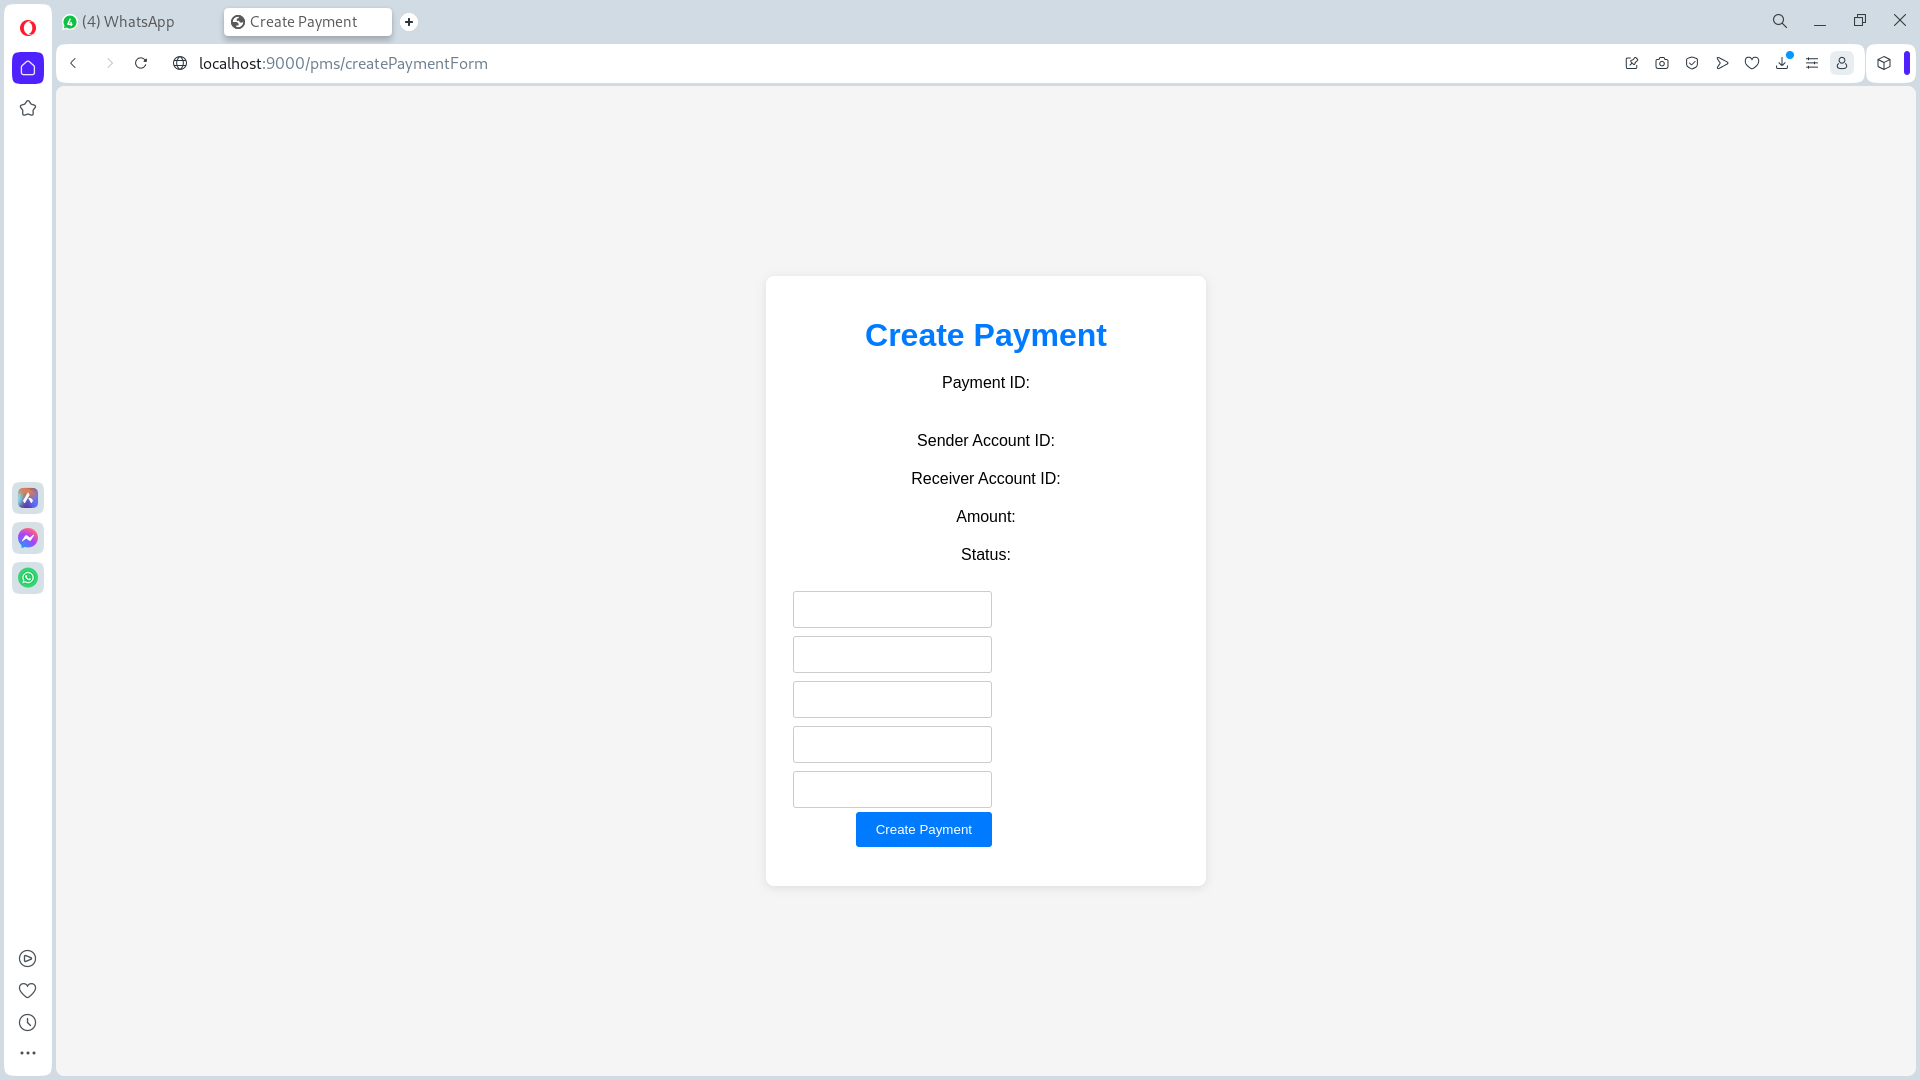 (4) WhatsApp
Create Payment
localhost:9000/pms/createPaymentForm
Create Payment
Payment ID:
Sender Account ID:
Receiver Account ID:
Amount:
Status:
Create Payment